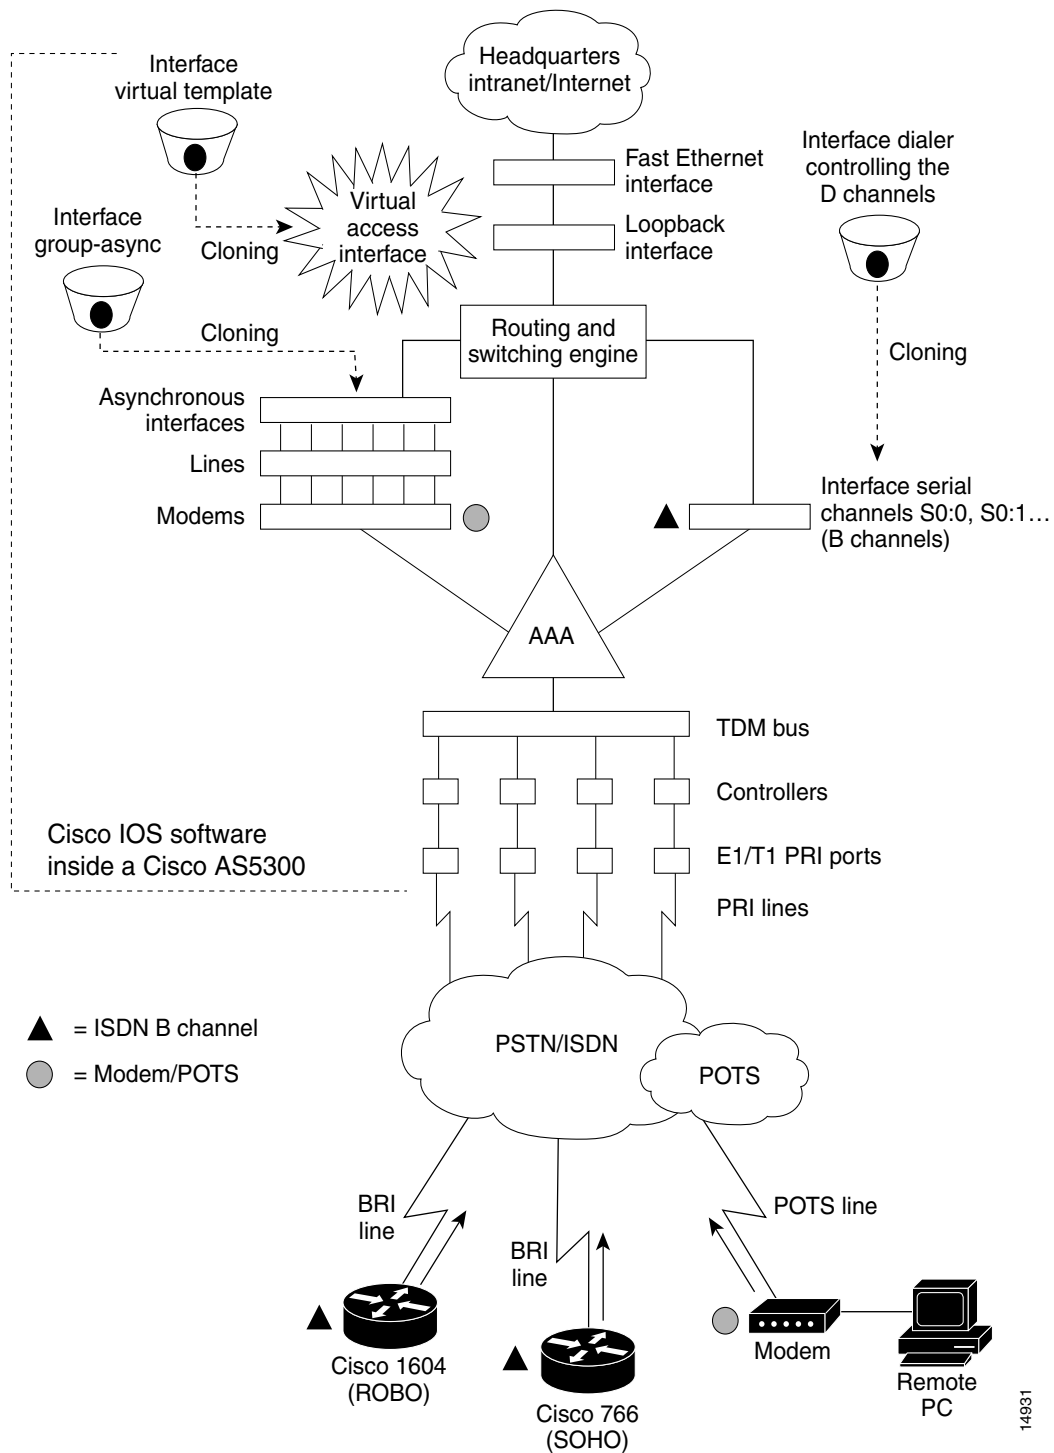 Headquarters
intranet/Internet
Interface
virtual template
Interface dialer
controlling the
D channels
Fast Ethernet
interface
Virtual
access
interface
Loopback
interface
Interface
group-async
Cloning
Cloning
Routing and
switching engine
Cloning
Asynchronous
interfaces
Lines
Modems
Interface serial
channels S0:0, S0:1…
(B channels)
AAA
TDM bus
Controllers
Cisco IOS software
inside a Cisco AS5300
E1/T1 PRI ports
PRI lines
= ISDN B channel
= Modem/POTS
PSTN/ISDN
POTS
BRI
line
BRI
line
POTS line
Cisco 1604
(ROBO)
Cisco 766
(SOHO)
Modem
Remote
PC
14931